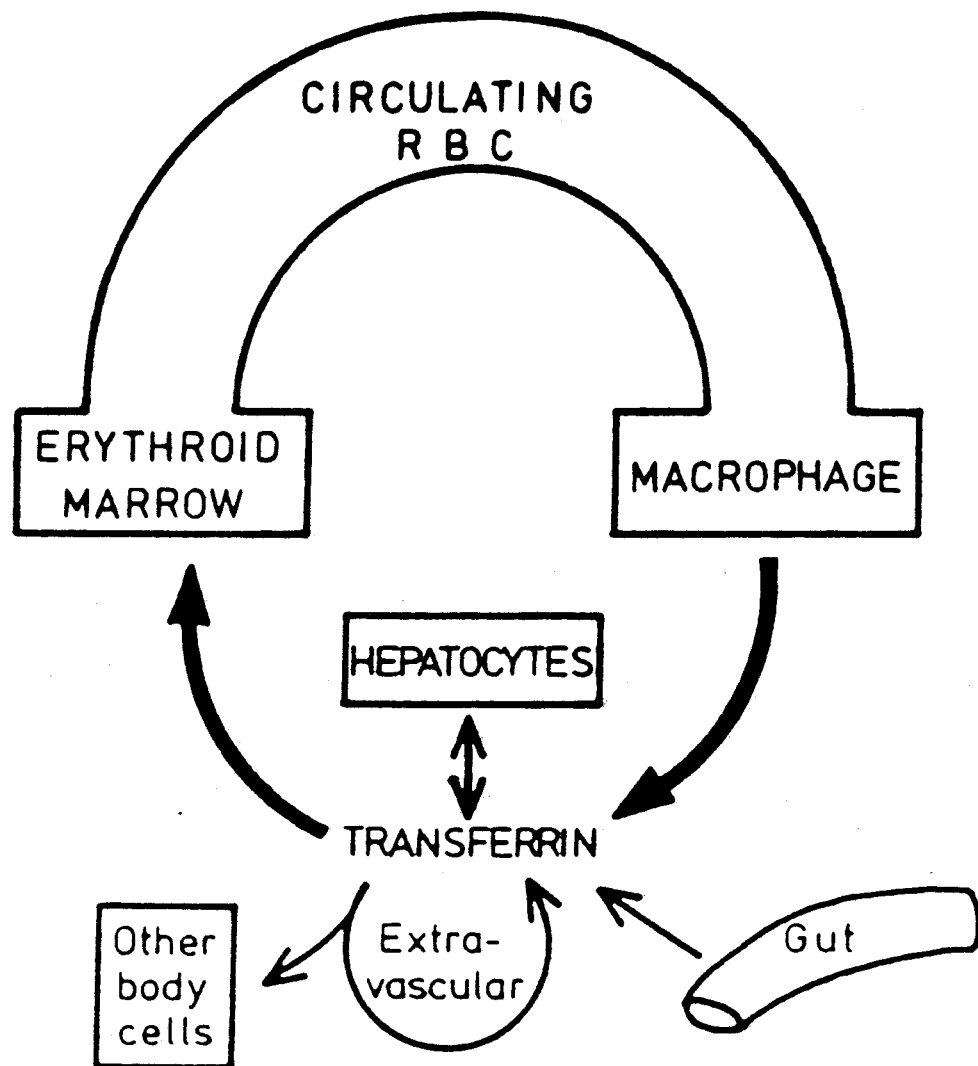 CIRCULATING
R B C
ERYTHROID
MARROW
MACROPHAGE
HEPATOCYTES
TRANSFERRIN
Other
body
cells
Extra-
vascular
Gut